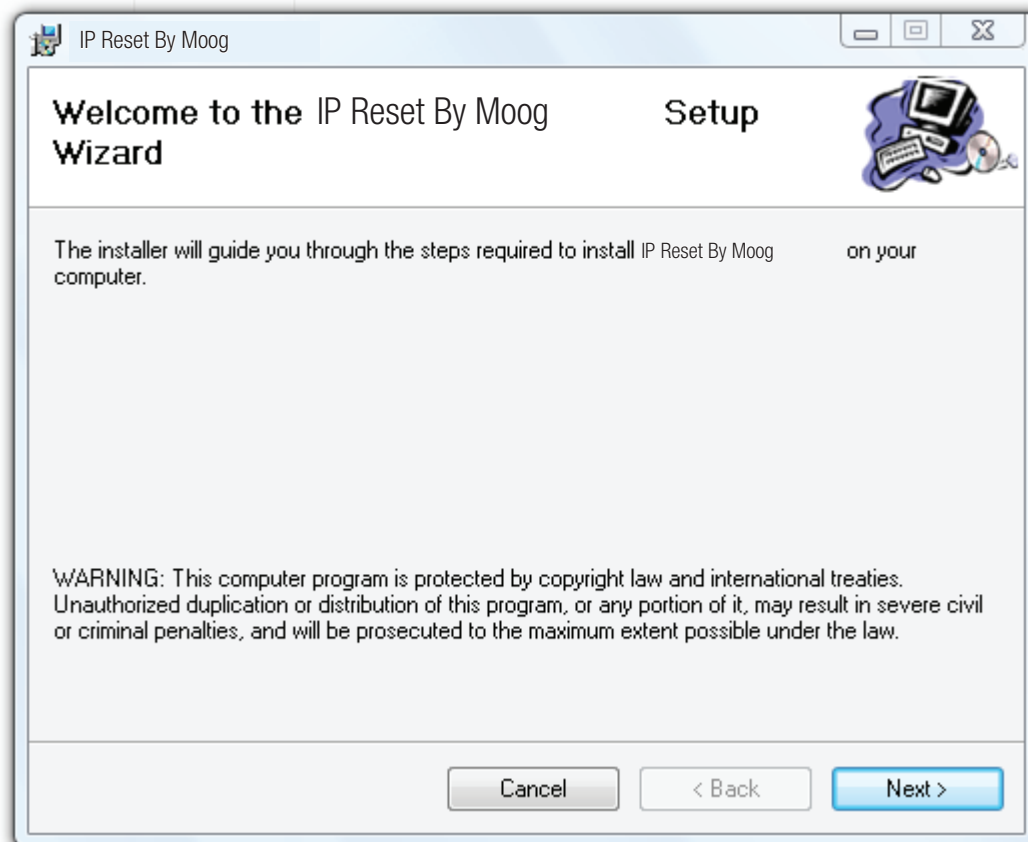 IP Reset By Moog
Welcome to the IP Reset By Moog Setup
Wizard
The installer will guide you through the steps required to install IP Reset By Moog on your
computer.
WARNING: This computer program is protected by copyright law and international treaties.
Unauthorized duplication or distribution of this program, or any portion of it, may result in severe civil
or criminal penalties, and will be prosecuted to the maximum extent possible under the law.
Cancel < Back Next >